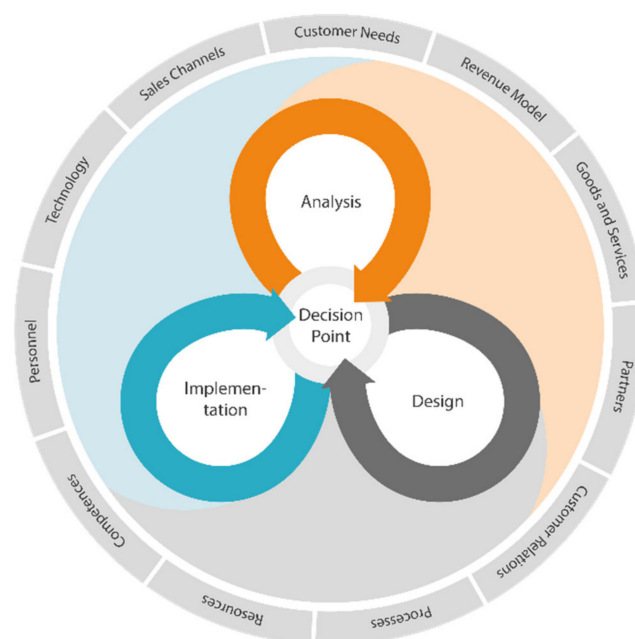 Customer Needs
Revenue Model
Goods and Services
Partners
Customer Relations
Processes
Resources
Competences
Personnel
Technology
Sales Channels
Analysis
Decision
Point
Implemen-
tation
Design